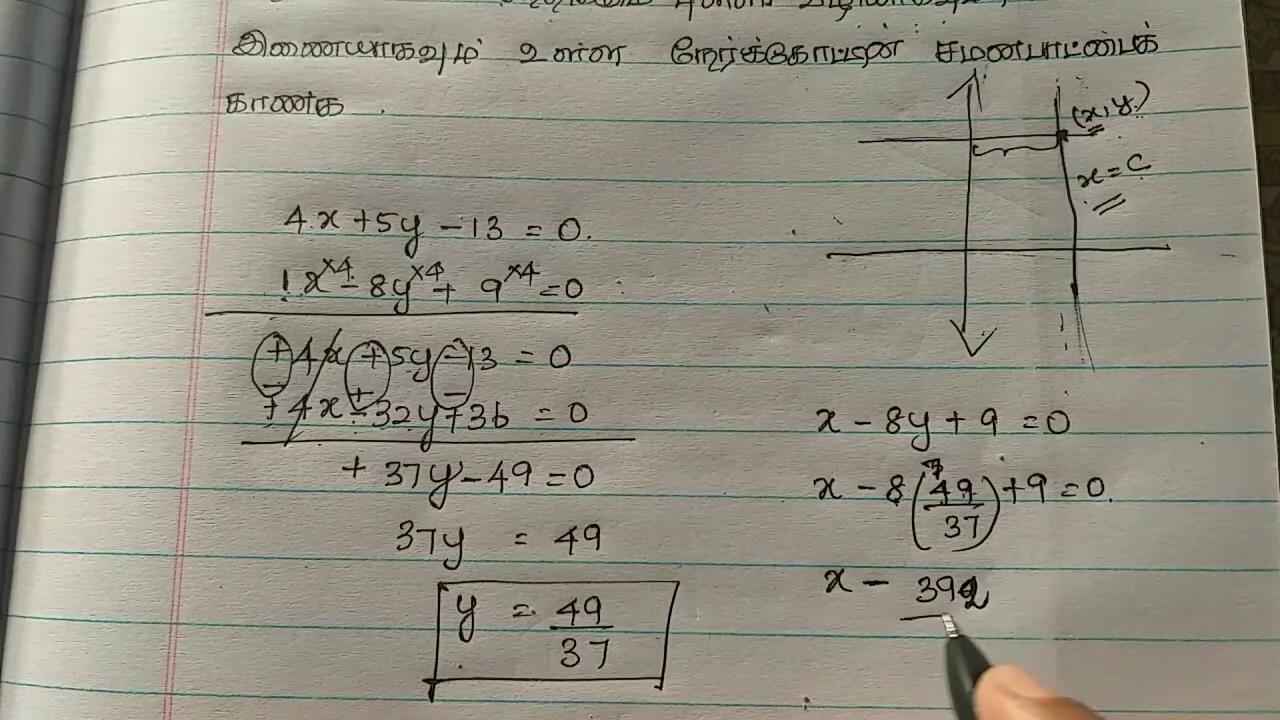 இணையாகவும் உள்ள நேர்க்கோட்டின் சமன்பாட்டைக்
காண்க .
(x, y)
x = C
4x + 5y - 13 = 0.
1x^×4 - 8y^×4 + 9^×4 = 0
+4x + 5y - 13 = 0
+4x - 32y + 36 = 0
+ 37y - 49 = 0
37y = 49
y = 49/37
x - 8y + 9 = 0
x - 8(49/37) + 9 = 0.
x - 392